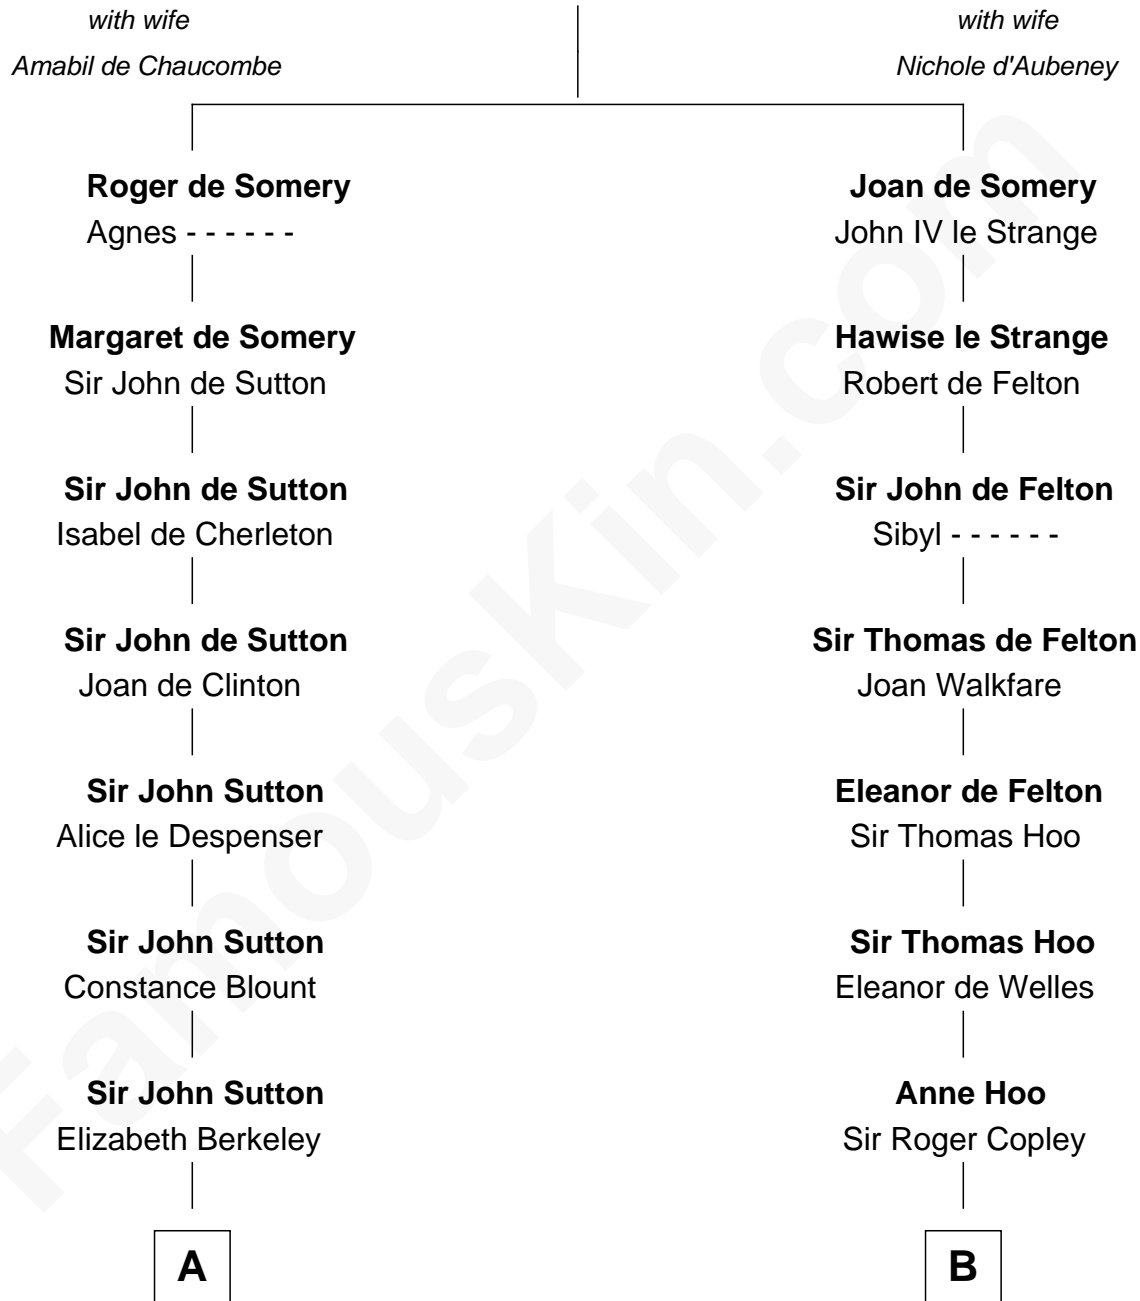 with wife
Amabil de Chaucombe
with wife
Nichole d'Aubeney
Roger de Somery
Agnes - - - - - -
Joan de Somery
John IV le Strange
Margaret de Somery
Sir John de Sutton
Hawise le Strange
Robert de Felton
Sir John de Sutton
Isabel de Cherleton
Sir John de Felton
Sibyl - - - - - -
Sir John de Sutton
Joan de Clinton
Sir Thomas de Felton
Joan Walkfare
Sir John Sutton
Alice le Despenser
Eleanor de Felton
Sir Thomas Hoo
Sir John Sutton
Constance Blount
Sir Thomas Hoo
Eleanor de Welles
Sir John Sutton
Elizabeth Berkeley
Anne Hoo
Sir Roger Copley
A
B
FamousKin.com